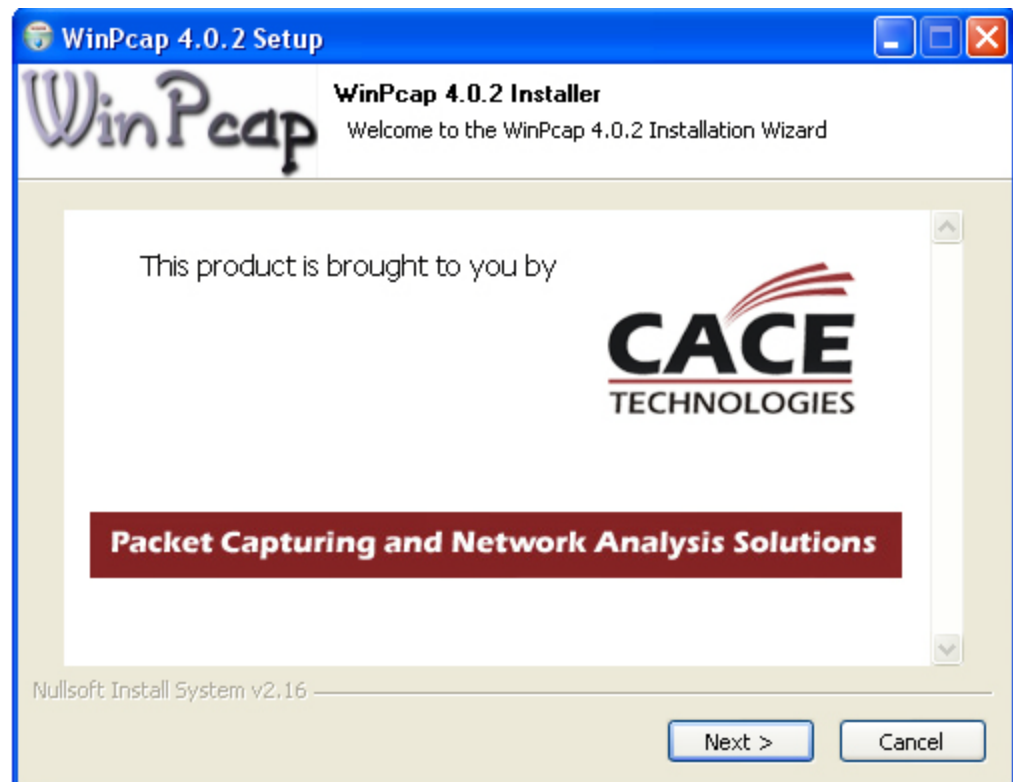 WinPcap 4.0.2 Setup
WinPcap
WinPcap 4.0.2 Installer
Welcome to the WinPcap 4.0.2 Installation Wizard
This product is brought to you by
CACE
TECHNOLOGIES
Packet Capturing and Network Analysis Solutions
Nullsoft Install System v2.16
Next >
Cancel